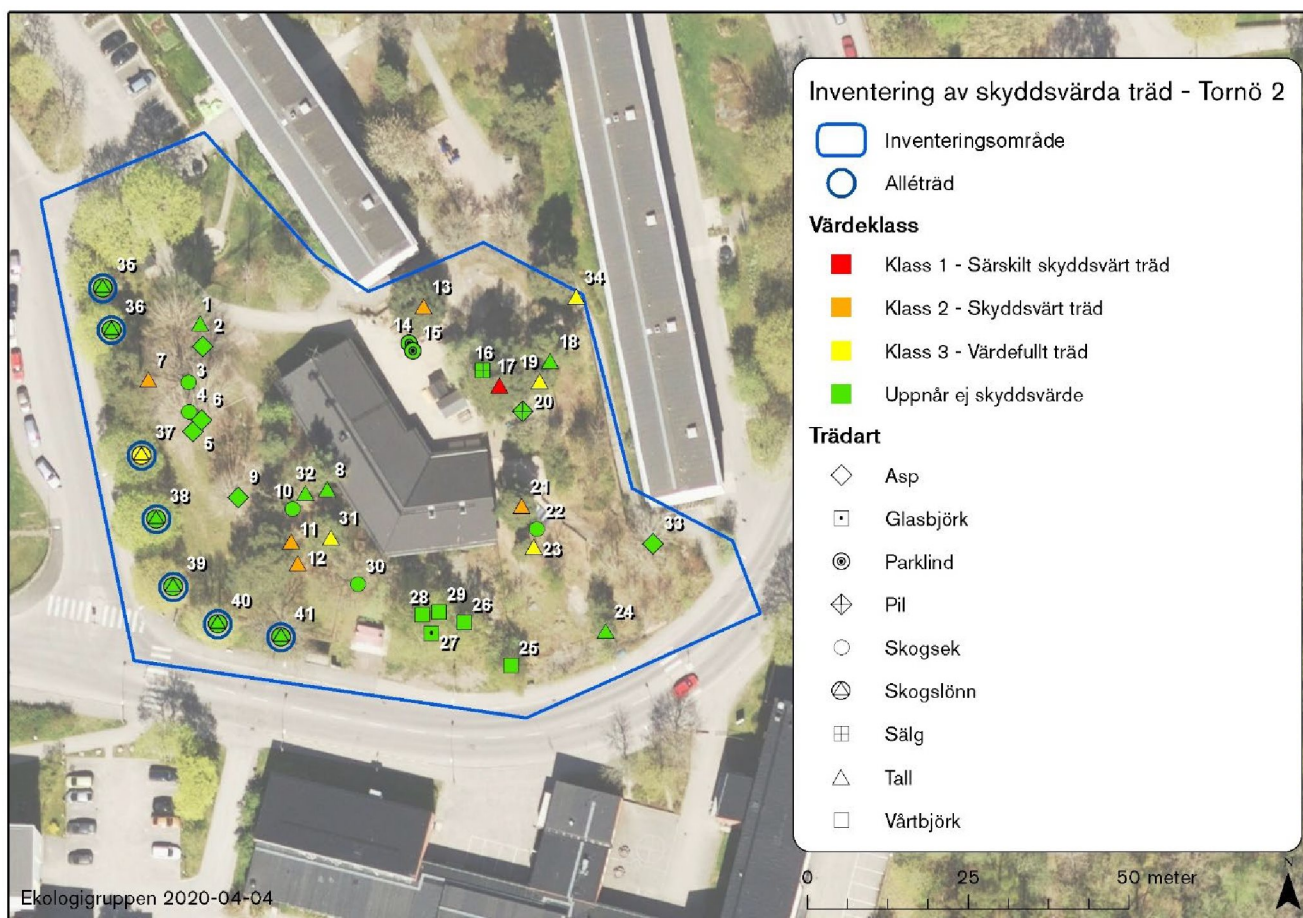 Inventering av skyddsvärda träd - Tornö 2
Inventeringsområde
Alléträd
Värdeklass
Klass 1 - Särskilt skyddsvärt träd
Klass 2 - Skyddsvärt träd
Klass 3 - Värdefullt träd
Uppnår ej skyddsvärde
Trädart
Asp
Glasbjörk
Parklind
Pil
Skogsek
Skogslönn
Sälg
Tall
Vårtbjörk
35
34
13
36
1
2
14
15
18
16
17
19
7
3
20
4
6
37
5
9
32
8
10
21
38
22
33
11
31
12
23
39
30
28
29
26
40
41
27
24
25
N
0 25 50 meter
Ekologigruppen 2020-04-04